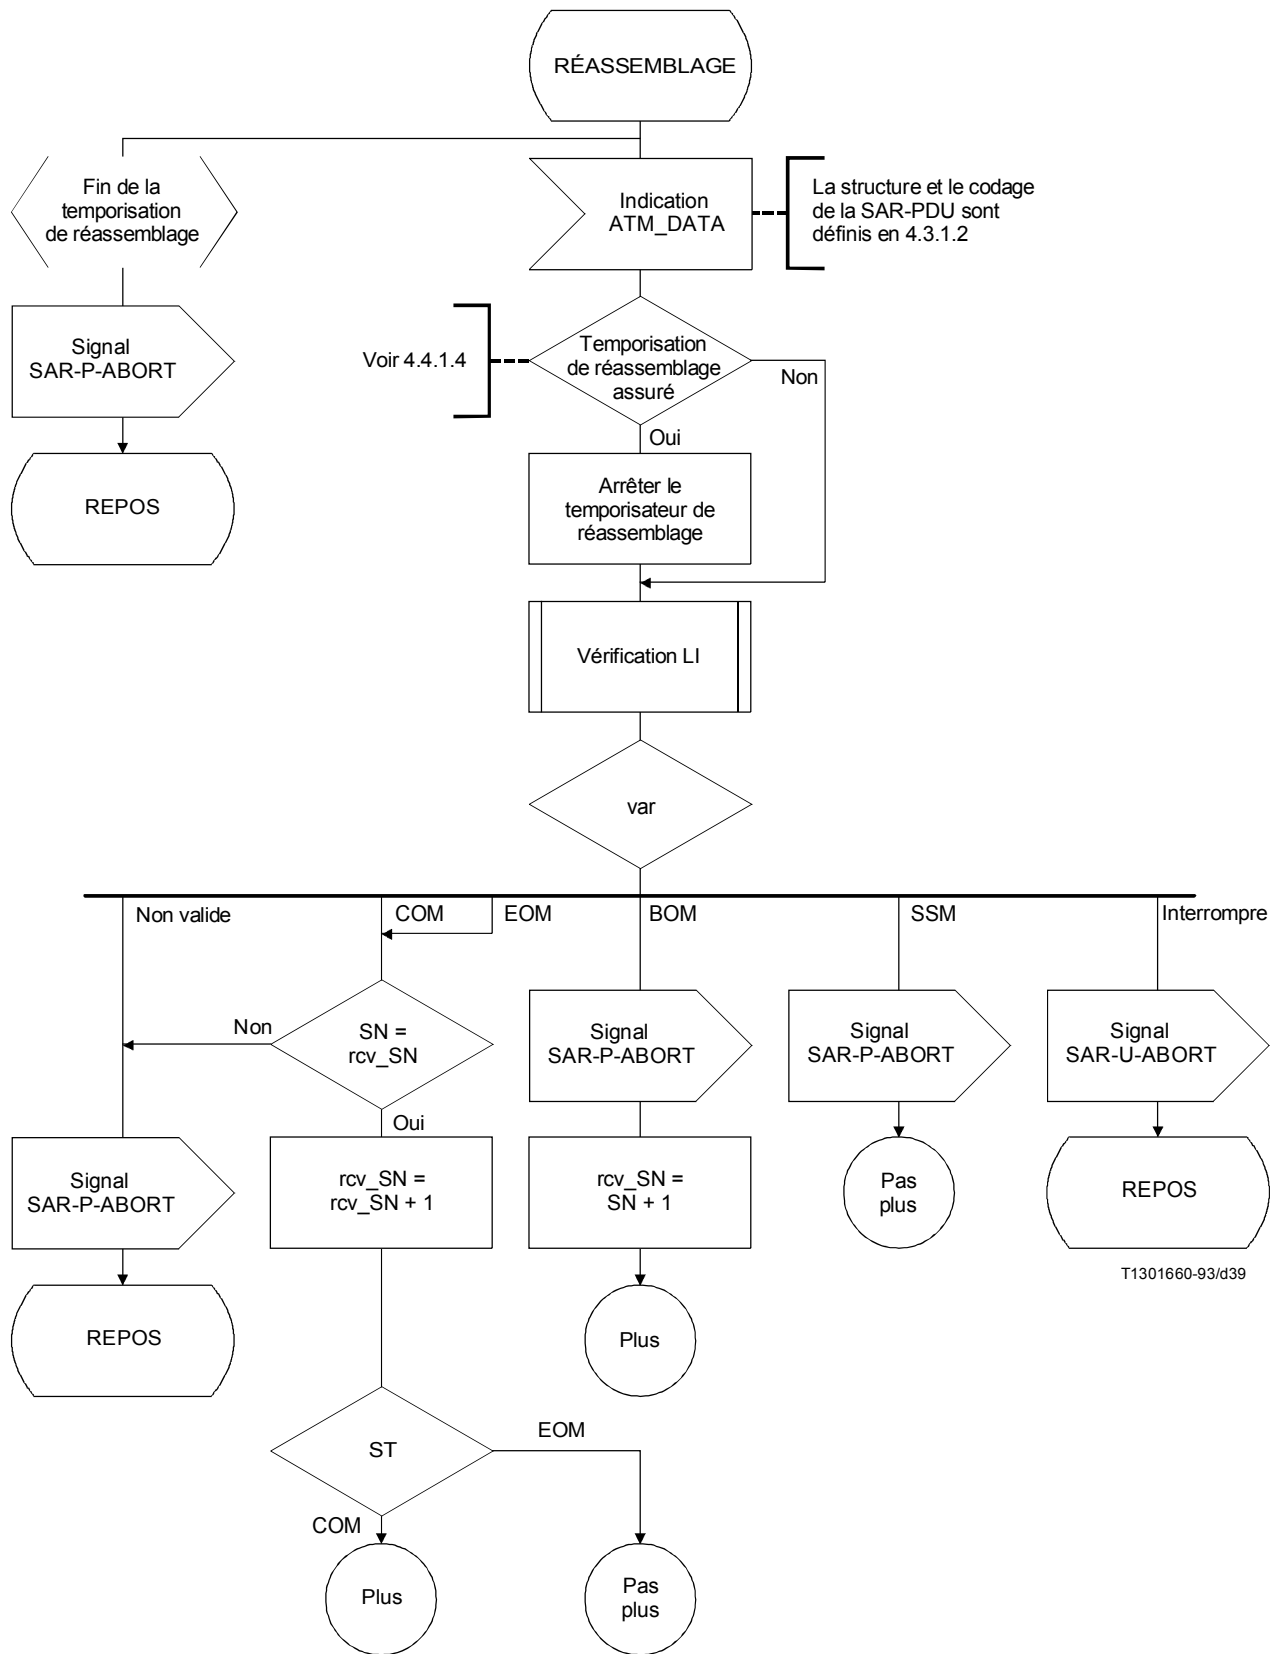 RÉASSEMBLAGE
Fin de la
temporisation
de réassemblage
Indication
ATM_DATA
La structure et le codage
de la SAR-PDU sont
définis en 4.3.1.2
Signal
SAR-P-ABORT
Voir 4.4.1.4
Temporisation
de réassemblage
assuré
Non
Oui
REPOS
Arrêter le
temporisateur de
réassemblage
Vérification LI
var
Non valide
COM
EOM
BOM
SSM
Interrompre
Non
SN =
rcv_SN
Signal
SAR-P-ABORT
Signal
SAR-P-ABORT
Signal
SAR-U-ABORT
Oui
Signal
SAR-P-ABORT
rcv_SN =
rcv_SN + 1
rcv_SN =
SN + 1
Pas
plus
REPOS
T1301660-93/d39
REPOS
Plus
ST
EOM
COM
Plus
Pas
plus